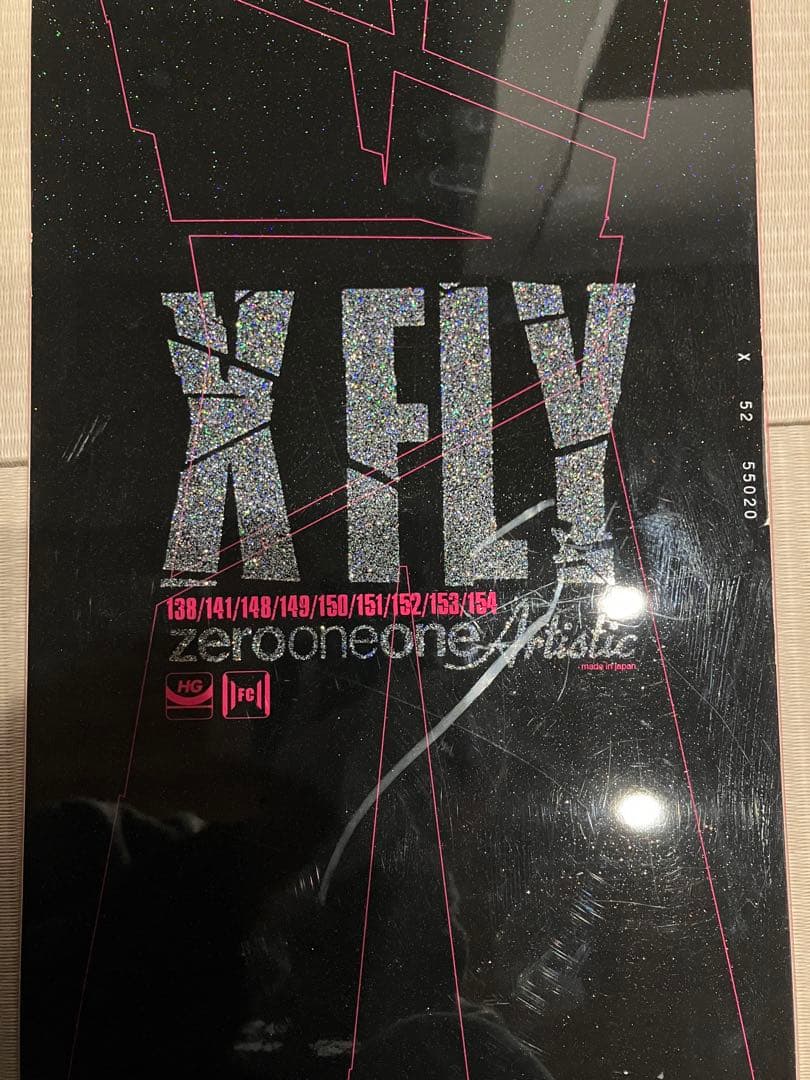 X FLY
138/141/148/149/150/151/152/153/154
zerooneone Artistic
made in japan
HG
FC
X 52 55020